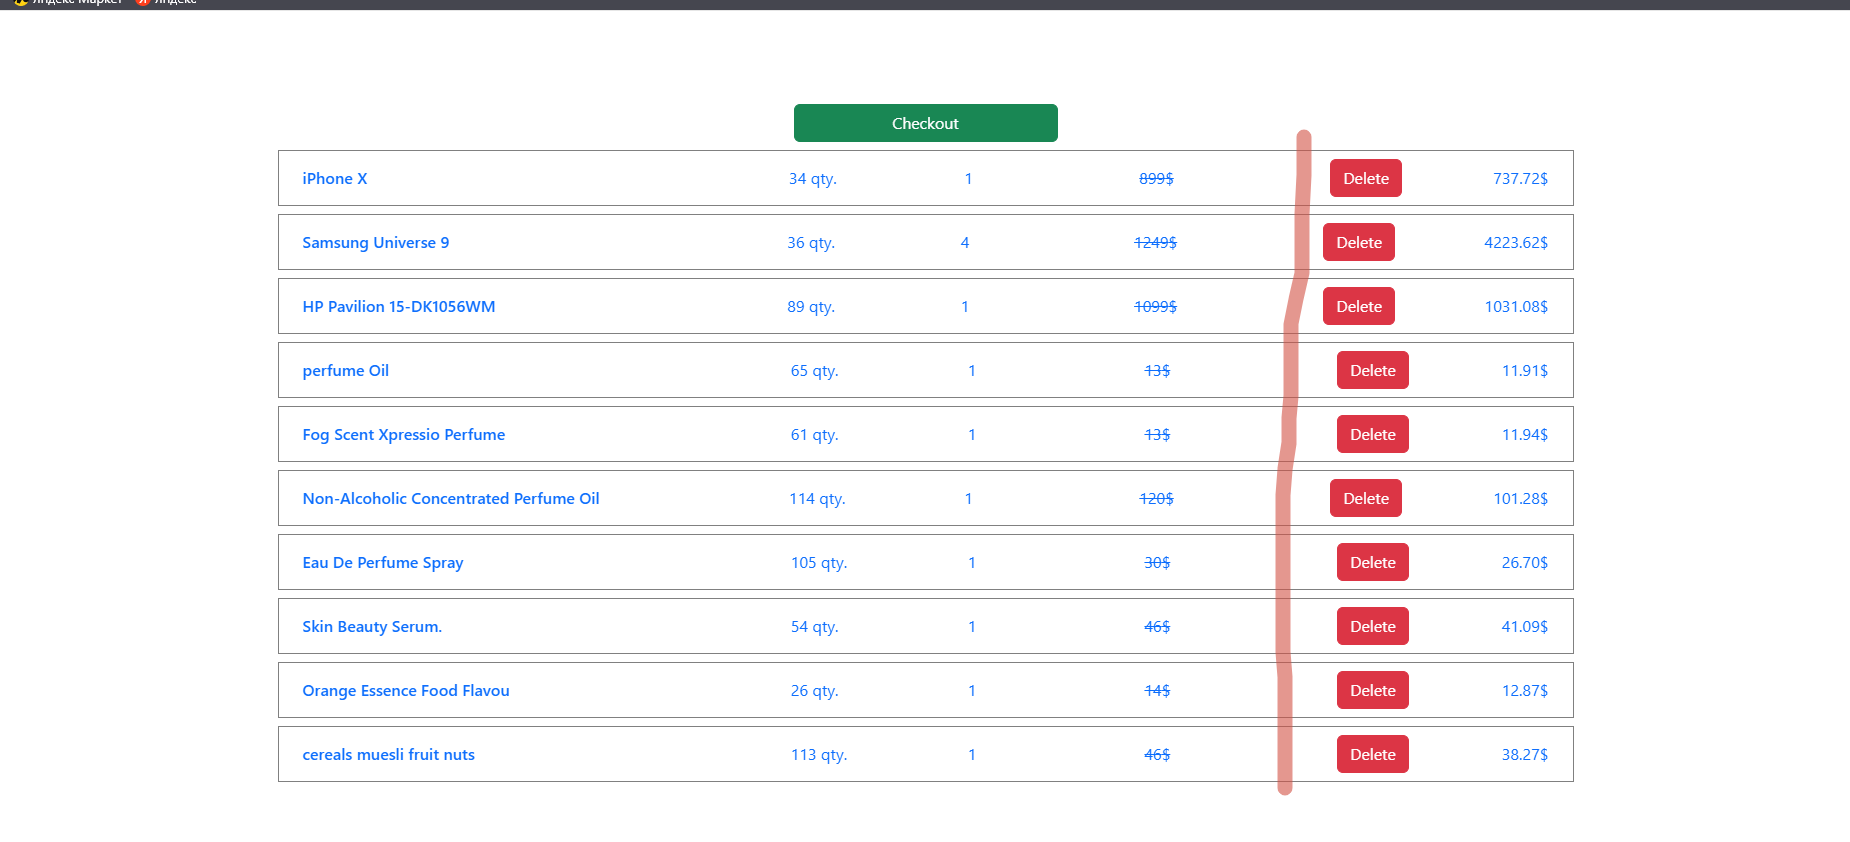 Яндекс Маркет Яндекс
Checkout
iPhone X 34 qty. 1 899$ Delete 737.72$
Samsung Universe 9 36 qty. 4 1249$ Delete 4223.62$
HP Pavilion 15-DK1056WM 89 qty. 1 1099$ Delete 1031.08$
perfume Oil 65 qty. 1 13$ Delete 11.91$
Fog Scent Xpressio Perfume 61 qty. 1 13$ Delete 11.94$
Non-Alcoholic Concentrated Perfume Oil 114 qty. 1 120$ Delete 101.28$
Eau De Perfume Spray 105 qty. 1 30$ Delete 26.70$
Skin Beauty Serum. 54 qty. 1 46$ Delete 41.09$
Orange Essence Food Flavou 26 qty. 1 14$ Delete 12.87$
cereals muesli fruit nuts 113 qty. 1 46$ Delete 38.27$